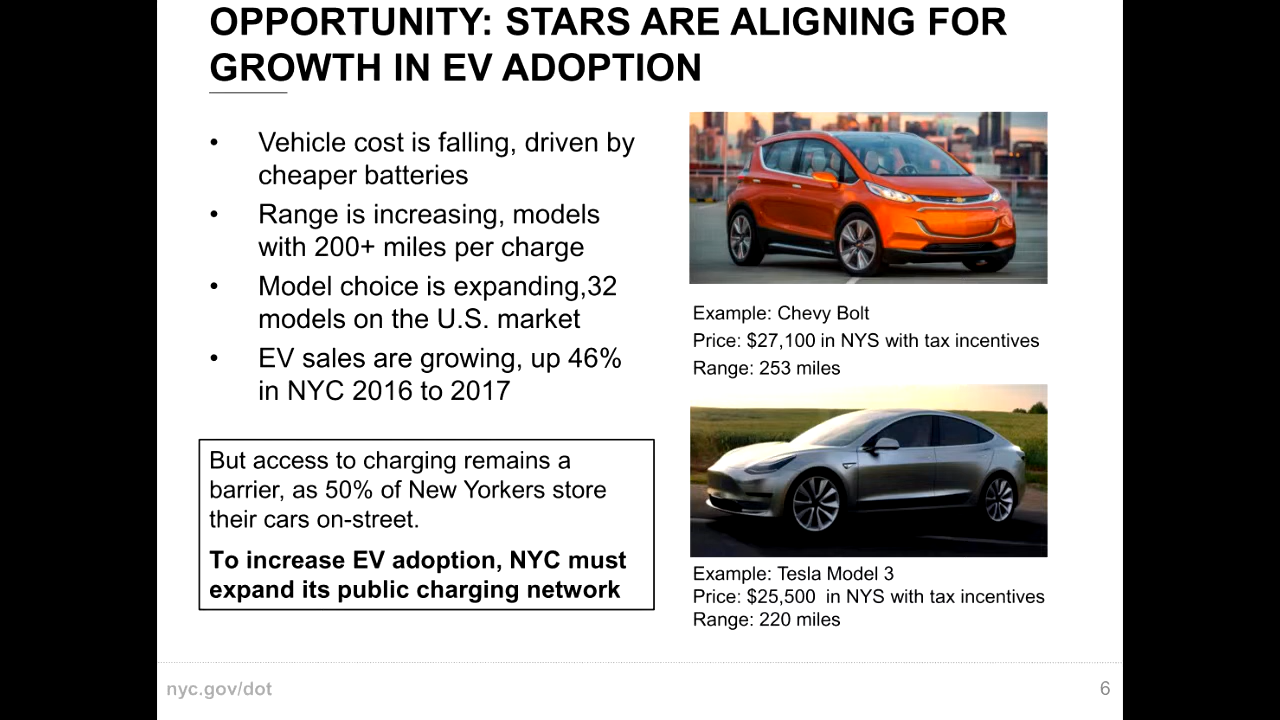 OPPORTUNITY: STARS ARE ALIGNING FOR
GROWTH IN EV ADOPTION
• Vehicle cost is falling, driven by
cheaper batteries
• Range is increasing, models
with 200+ miles per charge
• Model choice is expanding,32
models on the U.S. market
• EV sales are growing, up 46%
in NYC 2016 to 2017
But access to charging remains a
barrier, as 50% of New Yorkers store
their cars on-street.
To increase EV adoption, NYC must
expand its public charging network
Example: Chevy Bolt
Price: $27,100 in NYS with tax incentives
Range: 253 miles
Example: Tesla Model 3
Price: $25,500  in NYS with tax incentives
Range: 220 miles
nyc.gov/dot
6